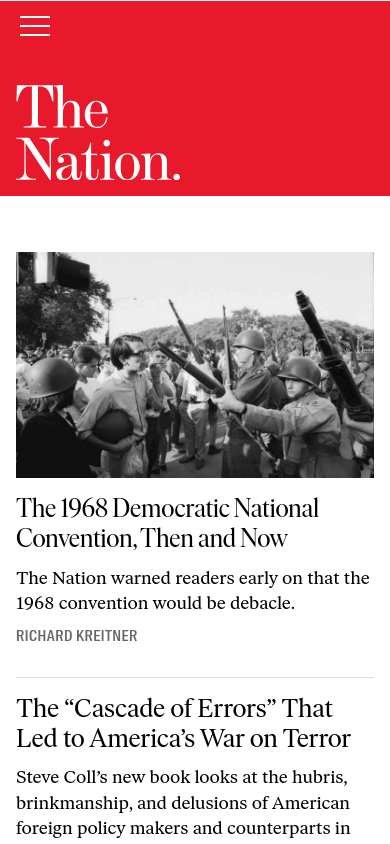 The
Nation.
The 1968 Democratic National
Convention, Then and Now
The Nation warned readers early on that the
1968 convention would be debacle.
RICHARD KREITNER
The “Cascade of Errors” That
Led to America’s War on Terror
Steve Coll’s new book looks at the hubris,
brinkmanship, and delusions of American
foreign policy makers and counterparts in